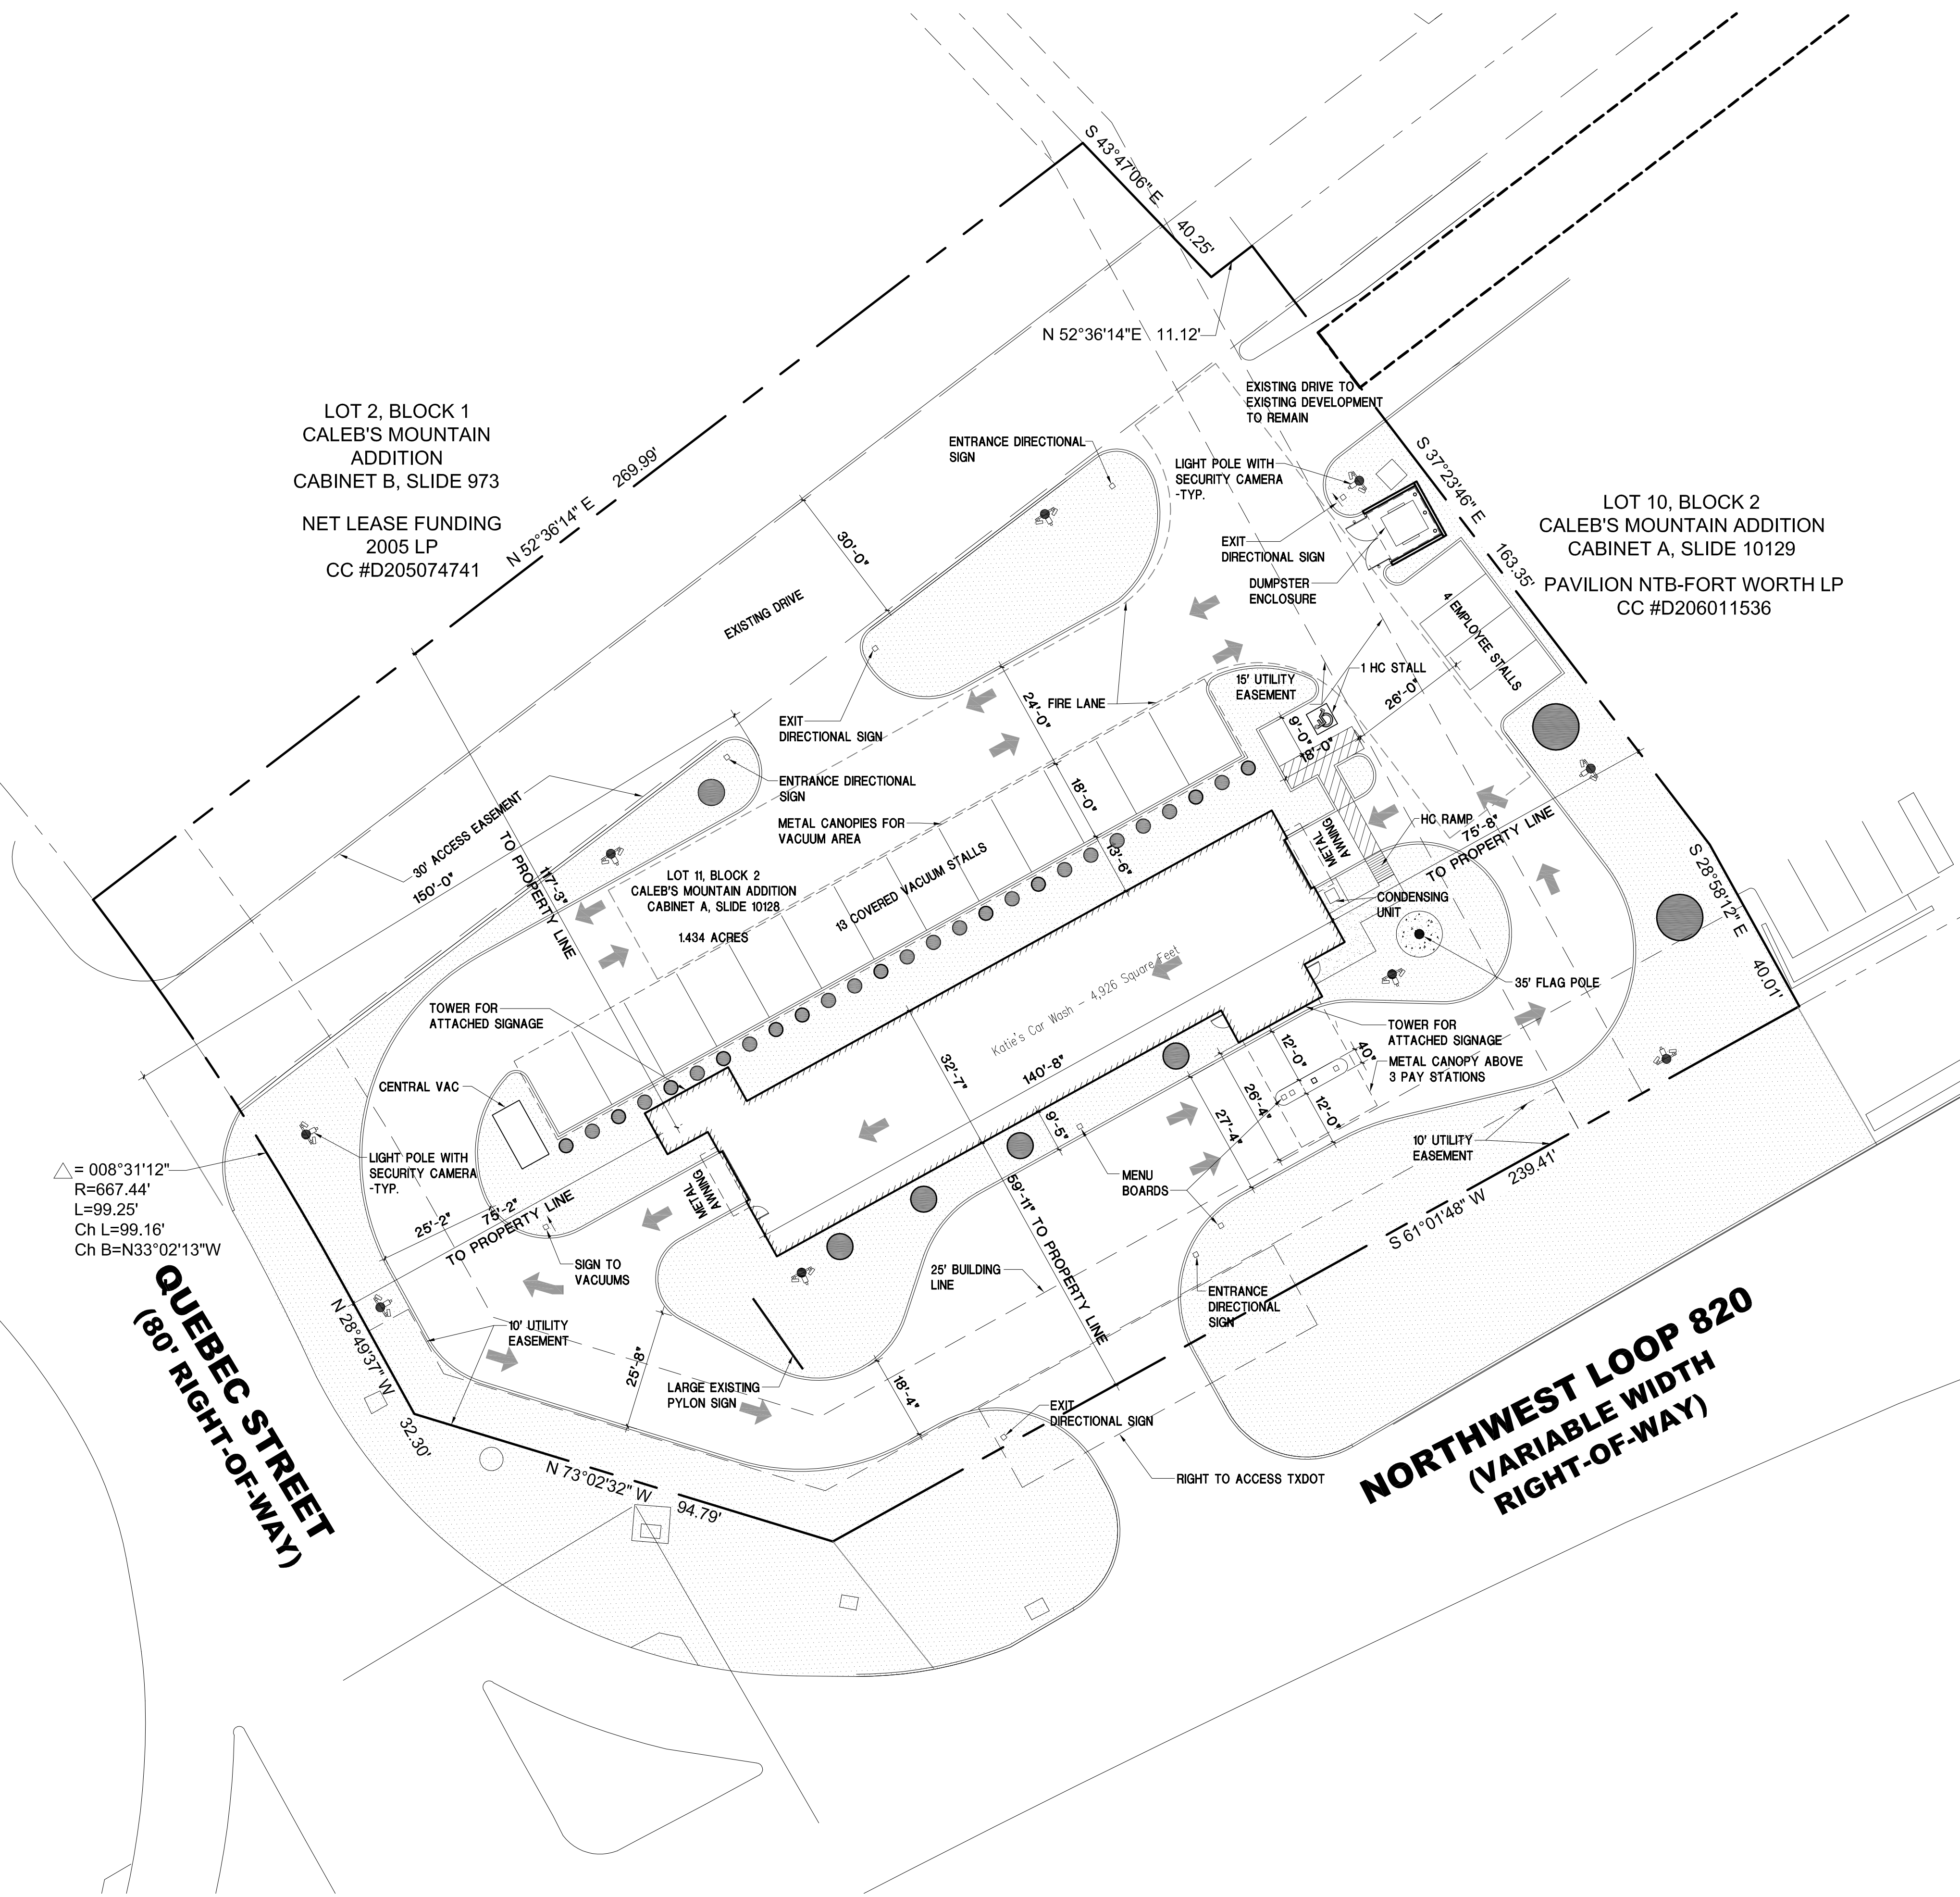 S 43°47'06" E
40.25'
N 52°36'14"E 11.12'
LOT 2, BLOCK 1
CALEB'S MOUNTAIN
ADDITION
CABINET B, SLIDE 973
NET LEASE FUNDING
2005 LP
CC #D205074741
N 52°36'14" E 269.99'
EXISTING DRIVE TO
EXISTING DEVELOPMENT
TO REMAIN
ENTRANCE DIRECTIONAL
SIGN
LIGHT POLE WITH
SECURITY CAMERA
-TYP.
S 37°23'46" E
163.35'
LOT 10, BLOCK 2
CALEB'S MOUNTAIN ADDITION
CABINET A, SLIDE 10129
PAVILION NTB-FORT WORTH LP
CC #D206011536
EXIT
DIRECTIONAL SIGN
DUMPSTER
ENCLOSURE
30'-0"
EXISTING DRIVE
4 EMPLOYEE STALLS
1 HC STALL
15' UTILITY
EASEMENT
26'-0"
9'-0"
18'-0"
24'-0"
FIRE LANE
EXIT
DIRECTIONAL SIGN
ENTRANCE DIRECTIONAL
SIGN
METAL CANOPIES FOR
VACUUM AREA
18'-0"
13'-6"
30' ACCESS EASEMENT
150'-0"
117'-3"
TO PROPERTY LINE
LOT 11, BLOCK 2
CALEB'S MOUNTAIN ADDITION
CABINET A, SLIDE 10128
1.434 ACRES
13 COVERED VACUUM STALLS
METAL
AWNING
HC RAMP
75'-8"
TO PROPERTY LINE
CONDENSING
UNIT
S 28°58'12" E
40.01'
35' FLAG POLE
Katie's Car Wash - 4,926 Square Feet
TOWER FOR
ATTACHED SIGNAGE
TOWER FOR
ATTACHED SIGNAGE
METAL CANOPY ABOVE
3 PAY STATIONS
CENTRAL VAC
32'-7"
140'-8"
12'-0"
40"
12'-0"
26'-4"
27'-4"
9'-5"
10' UTILITY
EASEMENT
MENU
BOARDS
239.41'
S 61°01'48" W
△= 008°31'12"
R=667.44'
L=99.25'
Ch L=99.16'
Ch B=N33°02'13"W
LIGHT POLE WITH
SECURITY CAMERA
-TYP.
25'-2"
75'-2"
TO PROPERTY LINE
METAL
AWNING
SIGN TO
VACUUMS
59'-11" TO PROPERTY LINE
25' BUILDING
LINE
ENTRANCE
DIRECTIONAL
SIGN
N 28°49'37" W
32.30'
10' UTILITY
EASEMENT
25'-8"
LARGE EXISTING
PYLON SIGN
18'-4"
EXIT
DIRECTIONAL SIGN
RIGHT TO ACCESS TXDOT
N 73°02'32" W 94.79'
QUEBEC STREET
(80' RIGHT-OF-WAY)
NORTHWEST LOOP 820
(VARIABLE WIDTH
RIGHT-OF-WAY)